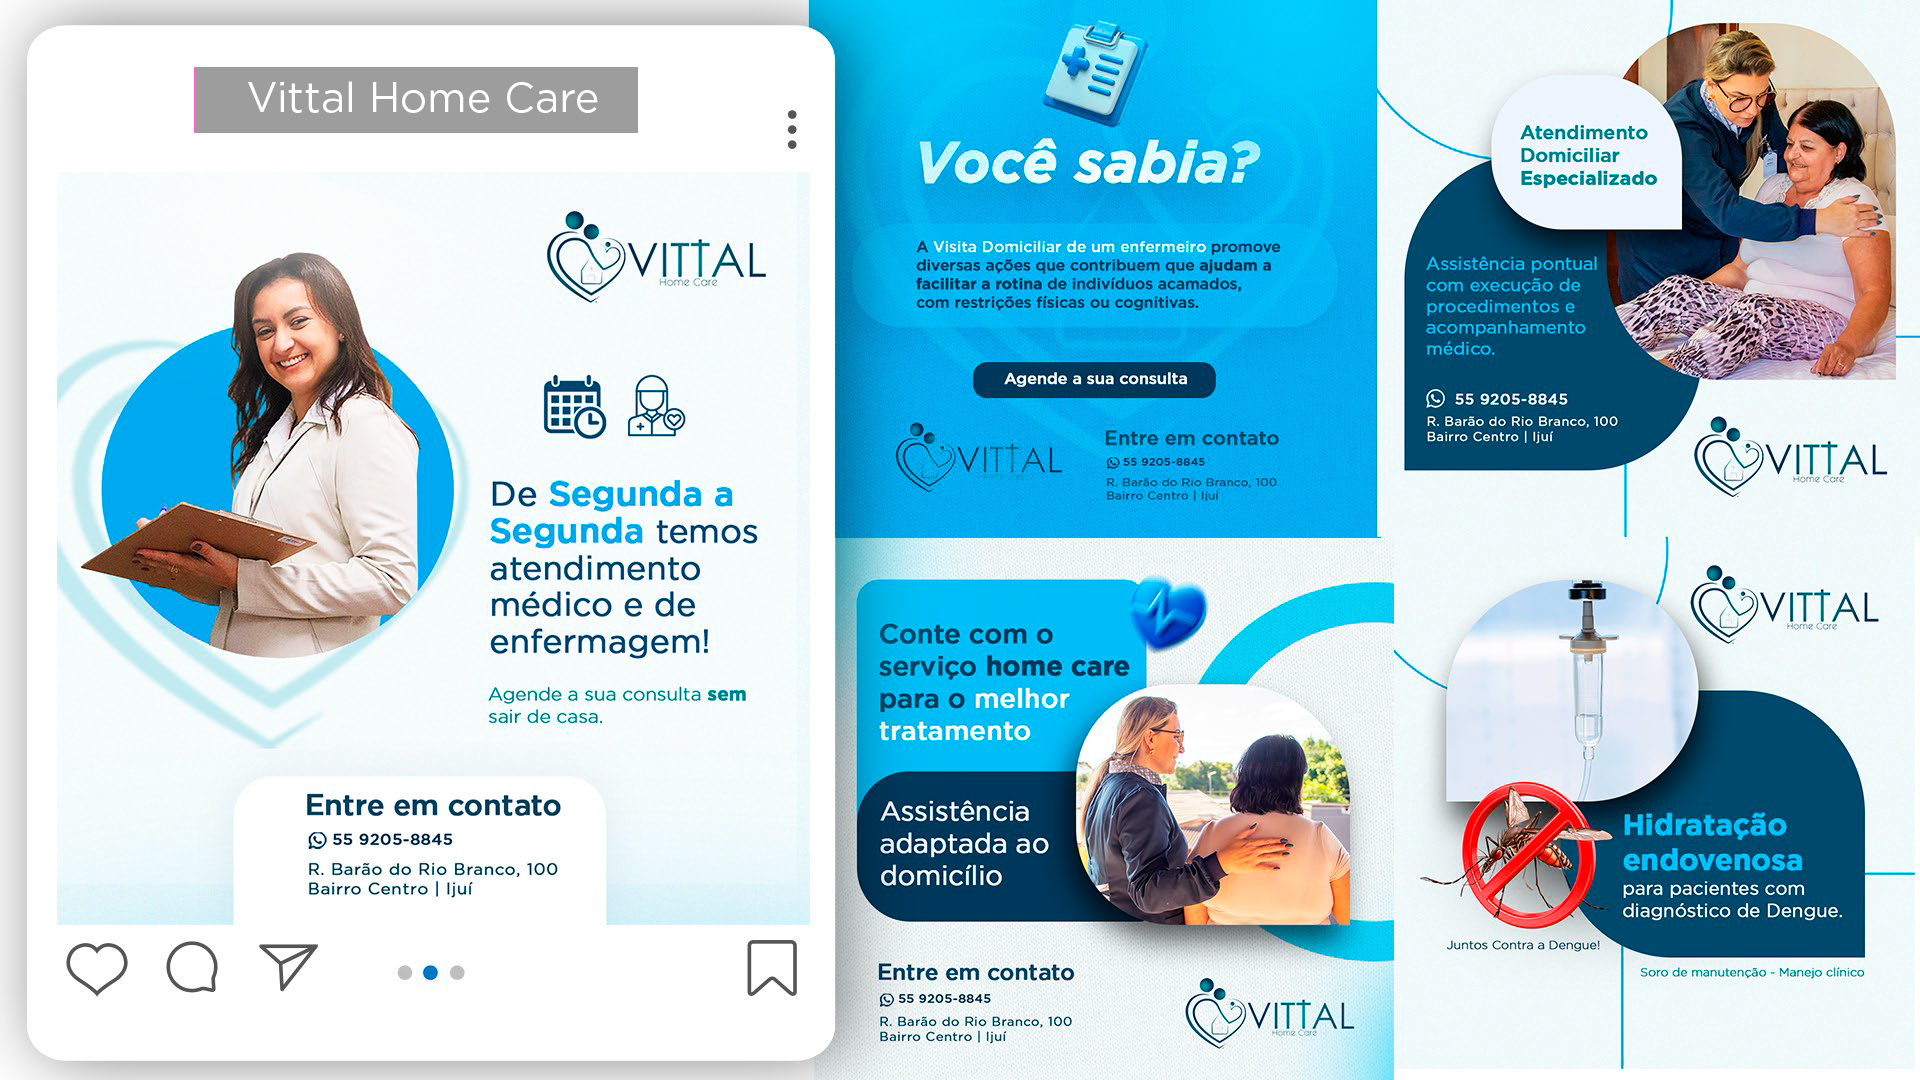 Vittal Home Care
VITTAL
Home Care
De Segunda a
Segunda temos
atendimento
médico e de
enfermagem!
Agende a sua consulta sem
sair de casa.
Entre em contato
55 9205-8845
R. Barão do Rio Branco, 100
Bairro Centro | Ijuí
Você sabia?
A Visita Domiciliar de um enfermeiro promove
diversas ações que contribuem que ajudam a
facilitar a rotina de indivíduos acamados,
com restrições físicas ou cognitivas.
Agende a sua consulta
VITTAL
Home Care
Entre em contato
55 9205-8845
R. Barão do Rio Branco, 100
Bairro Centro | Ijuí
Atendimento
Domiciliar
Especializado
Assistência pontual
com execução de
procedimentos e
acompanhamento
médico.
55 9205-8845
R. Barão do Rio Branco, 100
Bairro Centro | Ijuí
VITTAL
Home Care
Conte com o
serviço home care
para o melhor
tratamento
Assistência
adaptada ao
domicílio
Entre em contato
55 9205-8845
R. Barão do Rio Branco, 100
Bairro Centro | Ijuí
VITTAL
Home Care
VITTAL
Home Care
Hidratação
endovenosa
para pacientes com
diagnóstico de Dengue.
Juntos Contra a Dengue!
Soro de manutenção - Manejo clínico